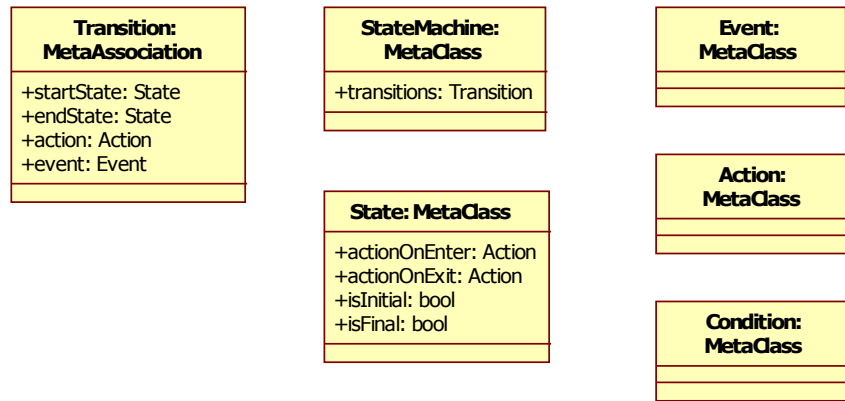 Transition:
MetaAssociation
+startState: State
+endState: State
+action: Action
+event: Event
StateMachine:
MetaClass
+transitions: Transition
State: MetaClass
+actionOnEnter: Action
+actionOnExit: Action
+isInitial: bool
+isFinal: bool
Event:
MetaClass
Action:
MetaClass
Condition:
MetaClass